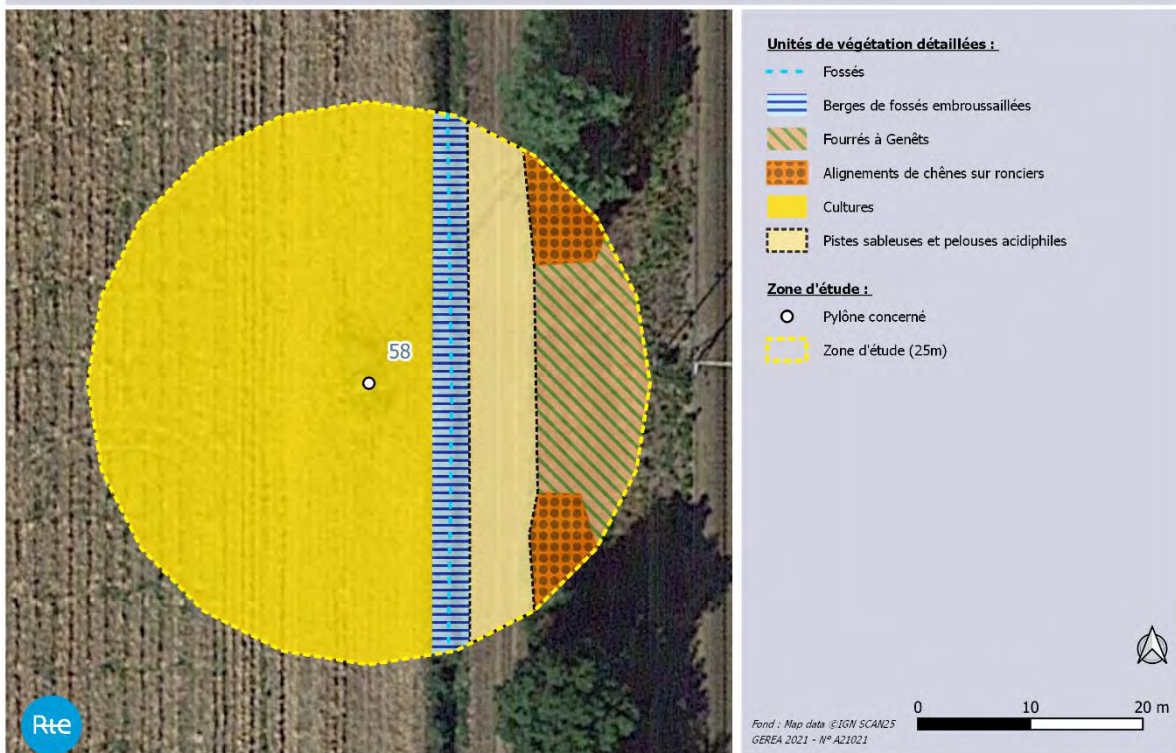 58
Rte
Unités de végétation détaillées :
Fossés
Berges de fossés embroussaillées
Fourrés à Genêts
Alignements de chênes sur ronciers
Cultures
Pistes sableuses et pelouses acidiphiles
Zone d'étude :
Pylône concerné
Zone d'étude (25m)
0 10 20 m
Fond : Map data ©IGN SCAN25
GEREA 2021 - N° A21021